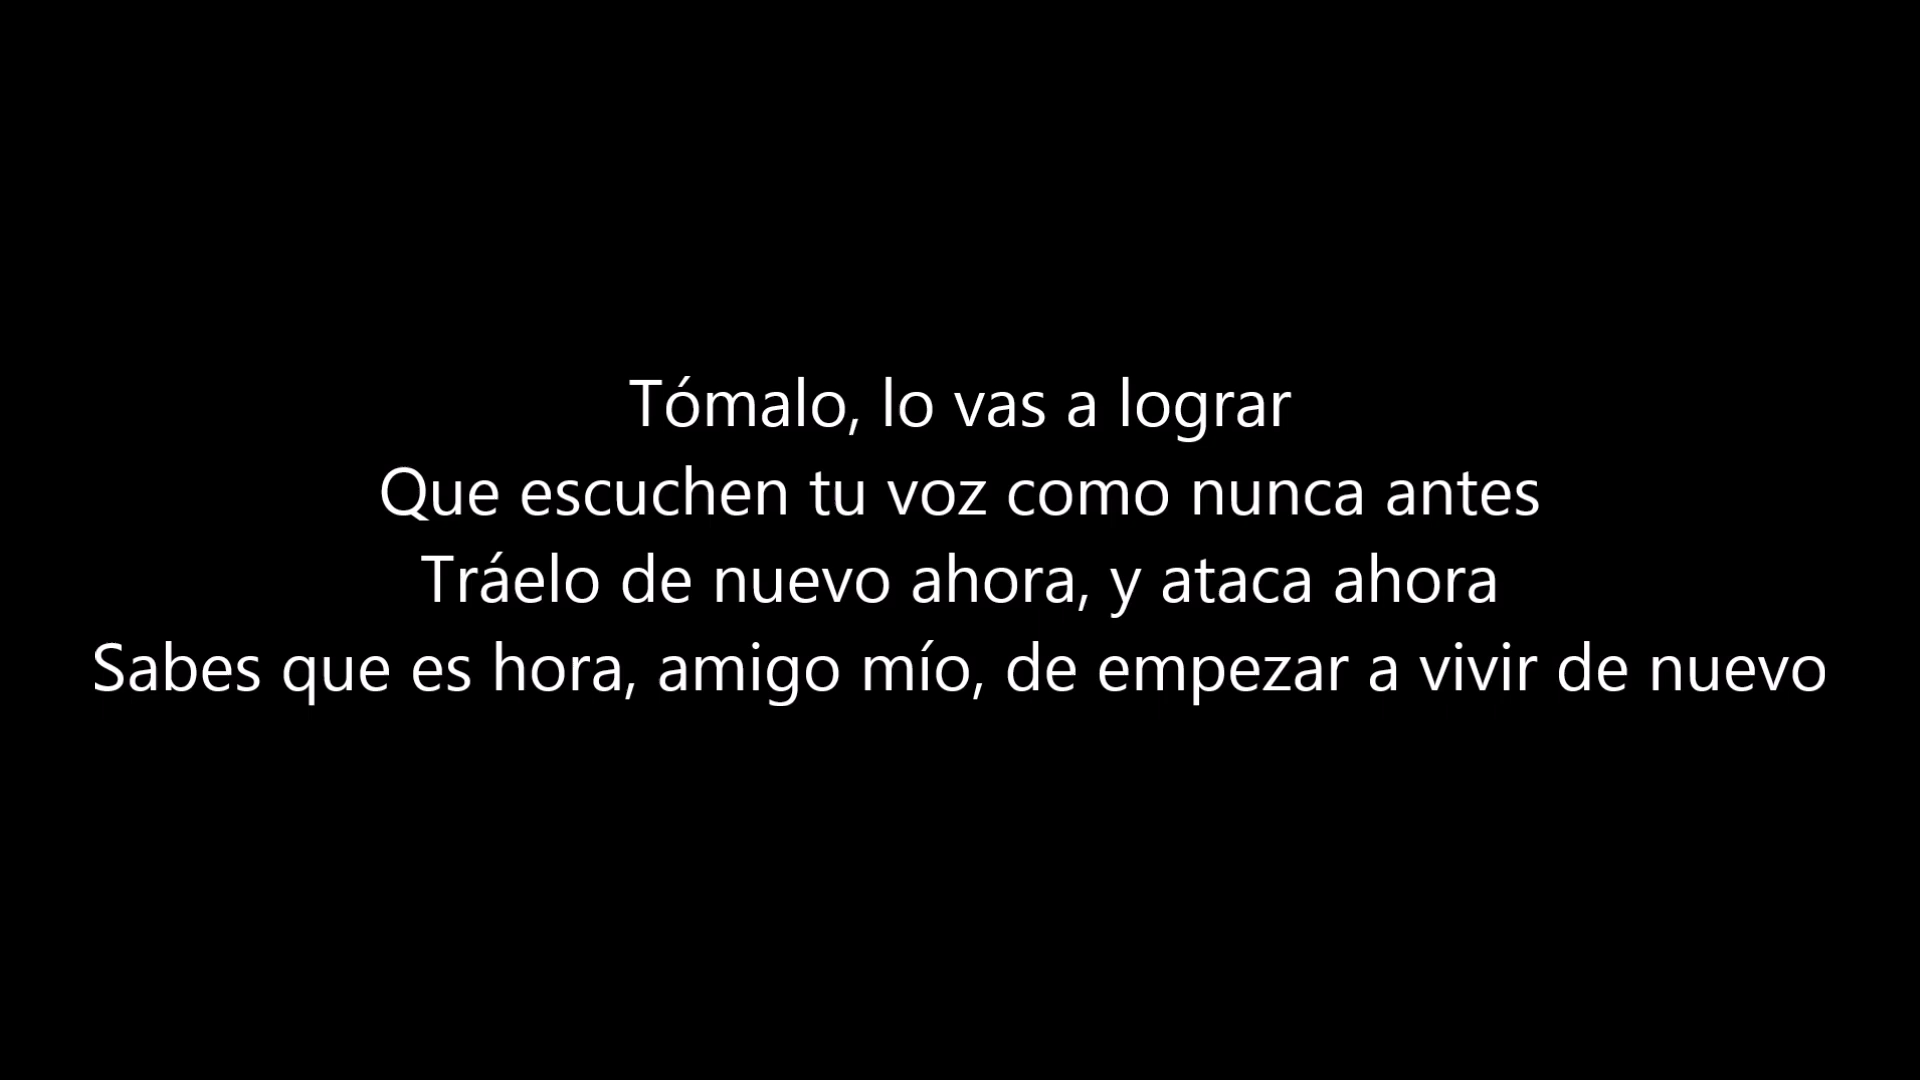 Tómalo, lo vas a lograr
Que escuchen tu voz como nunca antes
Tráelo de nuevo ahora, y ataca ahora
Sabes que es hora, amigo mío, de empezar a vivir de nuevo